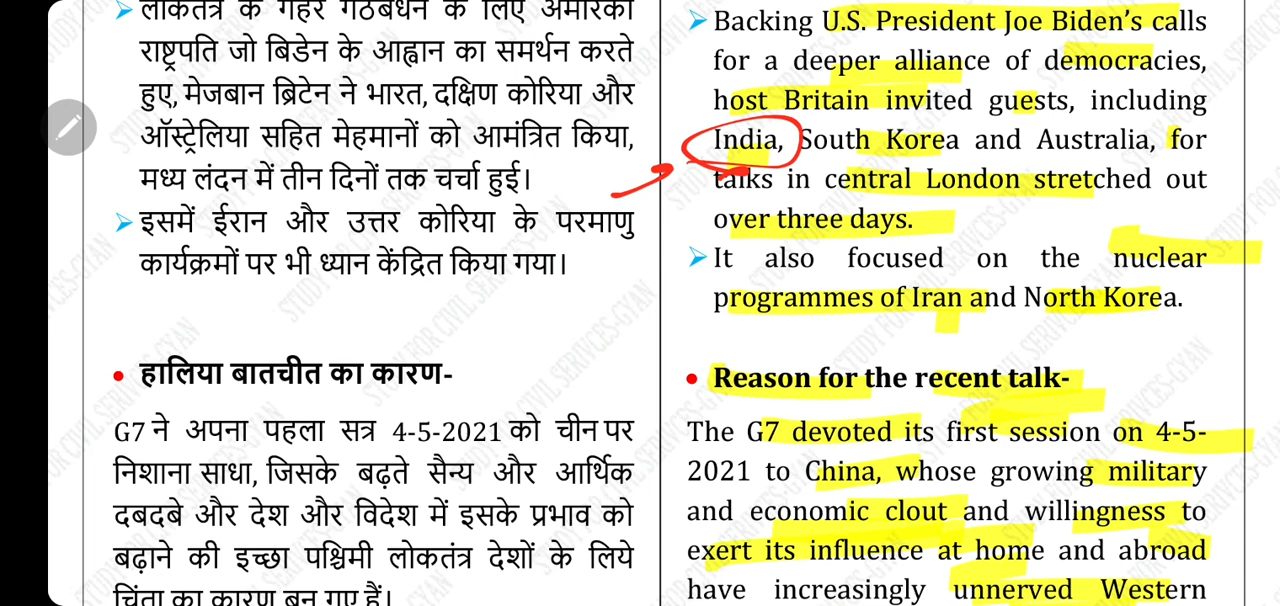 लोकतंत्र के गहरे गठबंधन के लिए अमेरिकी
राष्ट्रपति जो बिडेन के आह्वान का समर्थन करते
हुए, मेजबान ब्रिटेन ने भारत, दक्षिण कोरिया और
ऑस्ट्रेलिया सहित मेहमानों को आमंत्रित किया,
मध्य लंदन में तीन दिनों तक चर्चा हुई।
इसमें ईरान और उत्तर कोरिया के परमाणु
कार्यक्रमों पर भी ध्यान केंद्रित किया गया।
• हालिया बातचीत का कारण-
G7 ने अपना पहला सत्र 4-5-2021 को चीन पर
निशाना साधा, जिसके बढ़ते सैन्य और आर्थिक
दबदबे और देश और विदेश में इसके प्रभाव को
बढ़ाने की इच्छा पश्चिमी लोकतंत्र देशों के लिये
चिंता का कारण बन गए हैं।
Backing U.S. President Joe Biden's calls
for a deeper alliance of democracies,
host Britain invited guests, including
India, South Korea and Australia, for
talks in central London stretched out
over three days.
It also focused on the nuclear
programmes of Iran and North Korea.
• Reason for the recent talk-
The G7 devoted its first session on 4-5-
2021 to China, whose growing military
and economic clout and willingness to
exert its influence at home and abroad
have increasingly unnerved Western
STUDY FOR CIVIL SERIVCES-GYAN